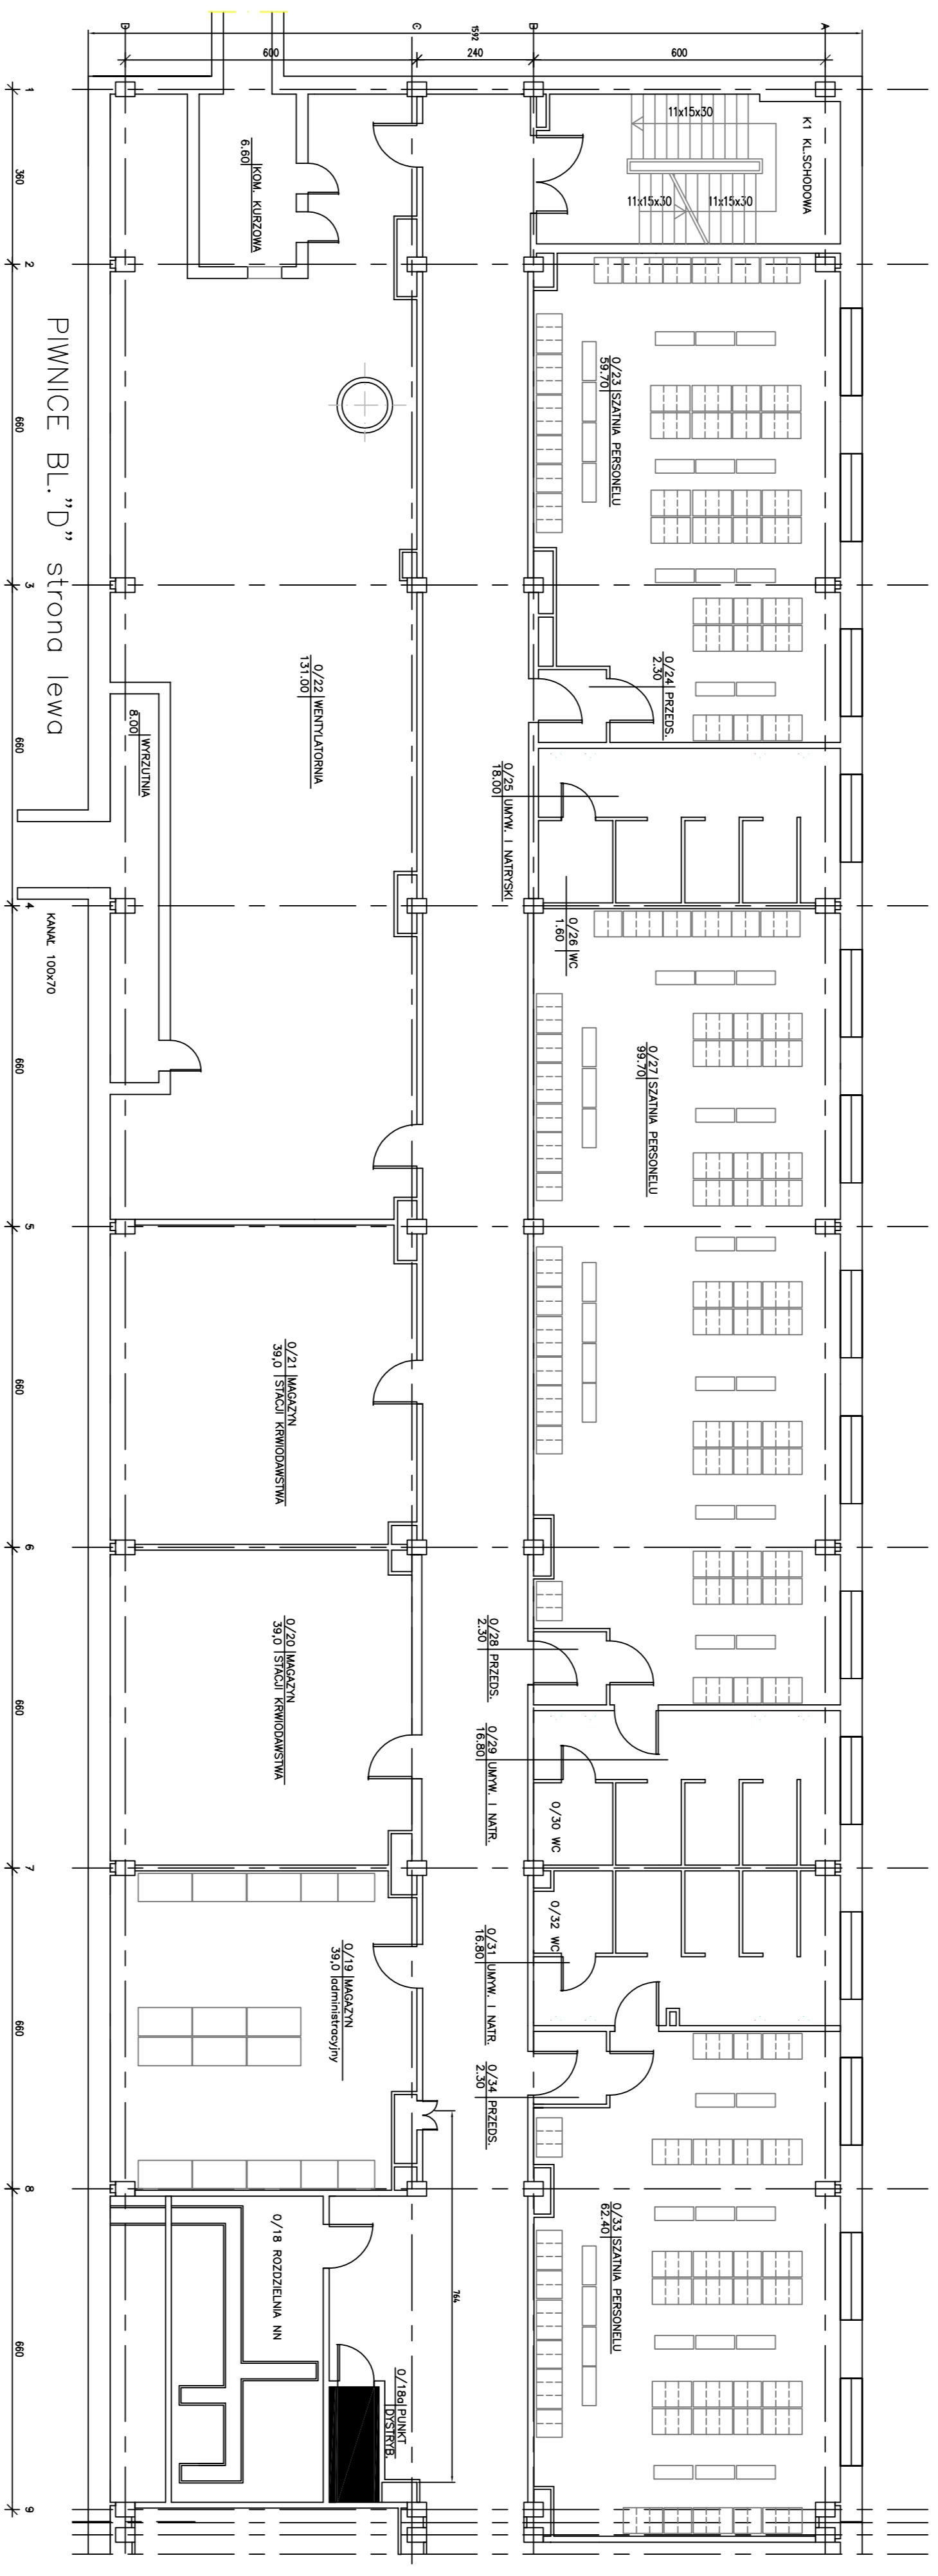 PIWNICE BL. "D" strona lewa
1
2
3
4
5
6
7
8
9
360
660
660
660
660
660
660
660
A
B
C
D
600
240
600
1592
K1 KL.SCHODOWA
11x15x30
11x15x30
11x15x30
0/23 SZATNIA PERSONELU
59.70
0/24 PRZEDS.
2.30
0/25 UMYW. I NATRYSKI
18.00
0/26 WC
1.60
0/27 SZATNIA PERSONELU
99.70
0/28 PRZEDS.
2.30
0/29 UMYW. I NATR.
16.80
0/30 WC
0/32 WC
0/31 UMYW. I NATR.
16.80
0/34 PRZEDS.
2.30
0/33 SZATNIA PERSONELU
62.40
KOM. KURZOWA
6.60
0/22 WENTYLATORNIA
131.00
WYRZUTNIA
8.00
KANAŁ 100x70
0/21 MAGAZYN
39,0 STACJI KRWIODAWSTWA
0/20 MAGAZYN
39,0 STACJI KRWIODAWSTWA
0/19 MAGAZYN
39,0 administracyjny
764
0/18 ROZDZIELNIA NN
0/18a PUNKT
DYSTRYB.